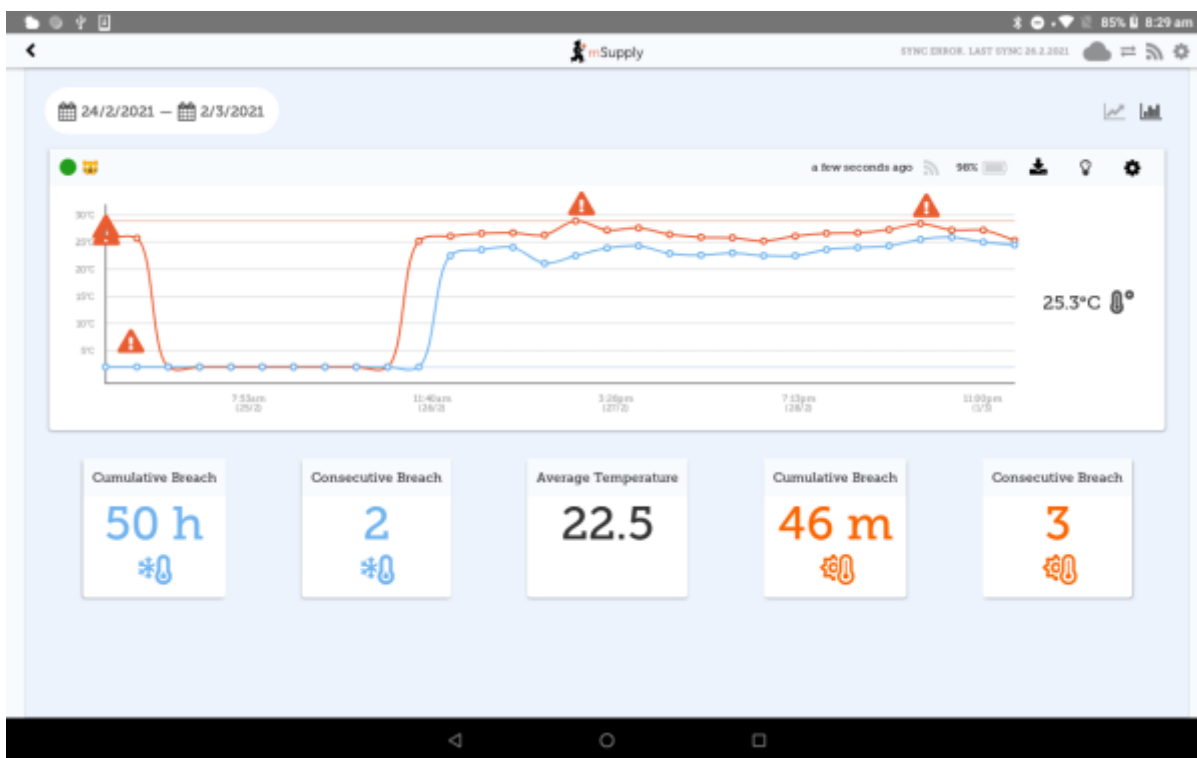 85% 8:29 am
mSupply
SYNC ERROR. LAST SYNC 26.2.2021
24/2/2021 — 2/3/2021
a few seconds ago 98%
30°C
25°C
20°C
15°C
10°C
5°C
25.3°C
7:53am 11:40am 3:26pm 7:13pm 11:00pm
(25/2) (26/2) (27/2) (28/2) (1/3)
Cumulative Breach Consecutive Breach Average Temperature Cumulative Breach Consecutive Breach
50 h 2 22.5 46 m 3